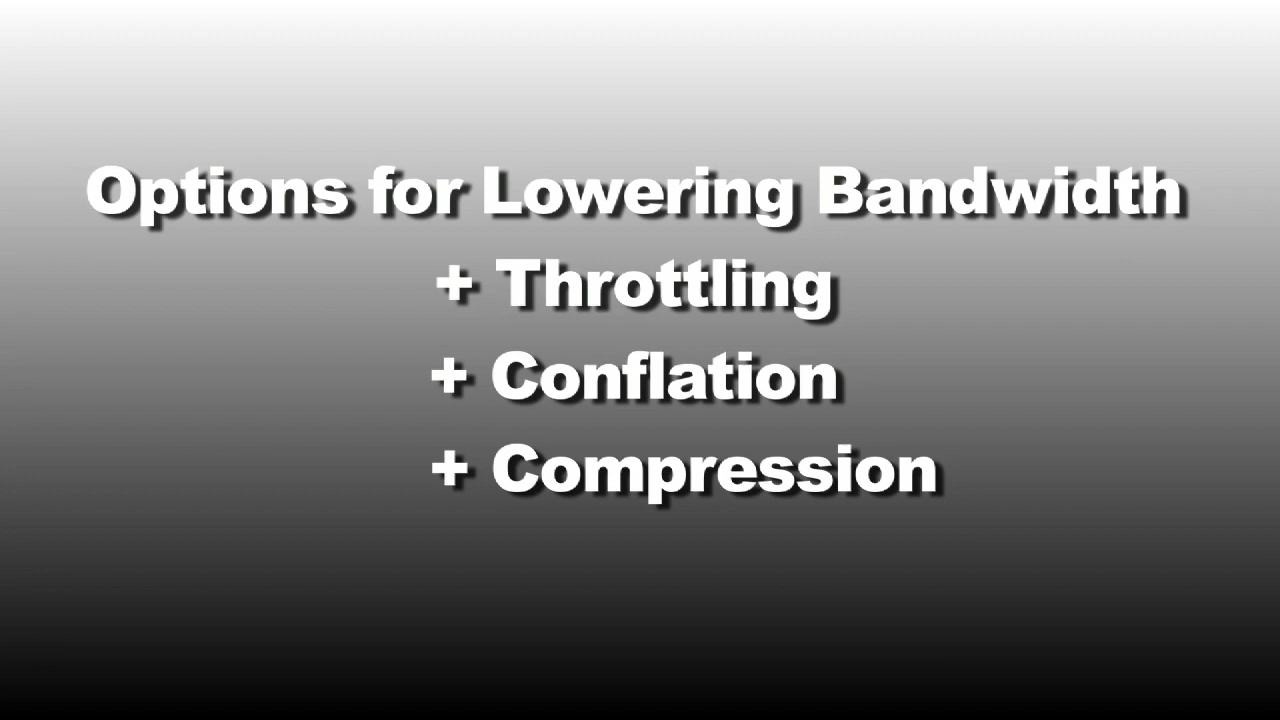 Options for Lowering Bandwidth
+ Throttling
+ Conflation
+ Compression